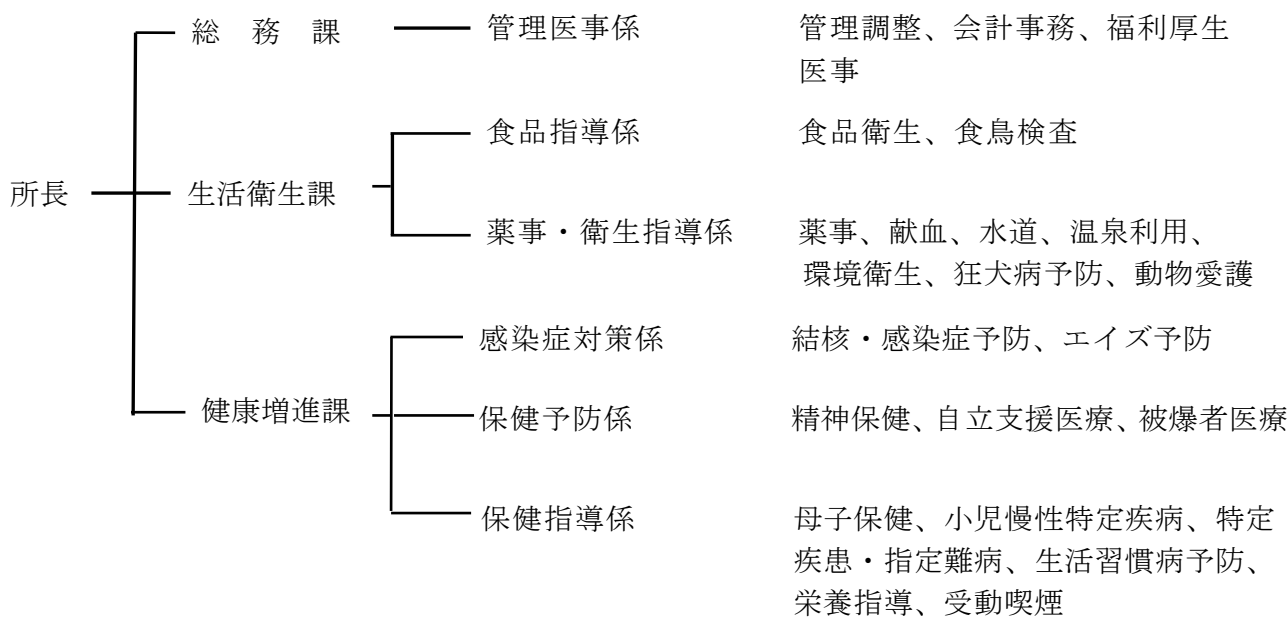 総務課
管理医事係
管理調整、会計事務、福利厚生
医事
食品指導係
食品衛生、食鳥検査
所長
生活衛生課
薬事・衛生指導係
薬事、献血、水道、温泉利用、
環境衛生、狂犬病予防、動物愛護
感染症対策係
結核・感染症予防、エイズ予防
健康増進課
保健予防係
精神保健、自立支援医療、被爆者医療
保健指導係
母子保健、小児慢性特定疾病、特定
疾患・指定難病、生活習慣病予防、
栄養指導、受動喫煙